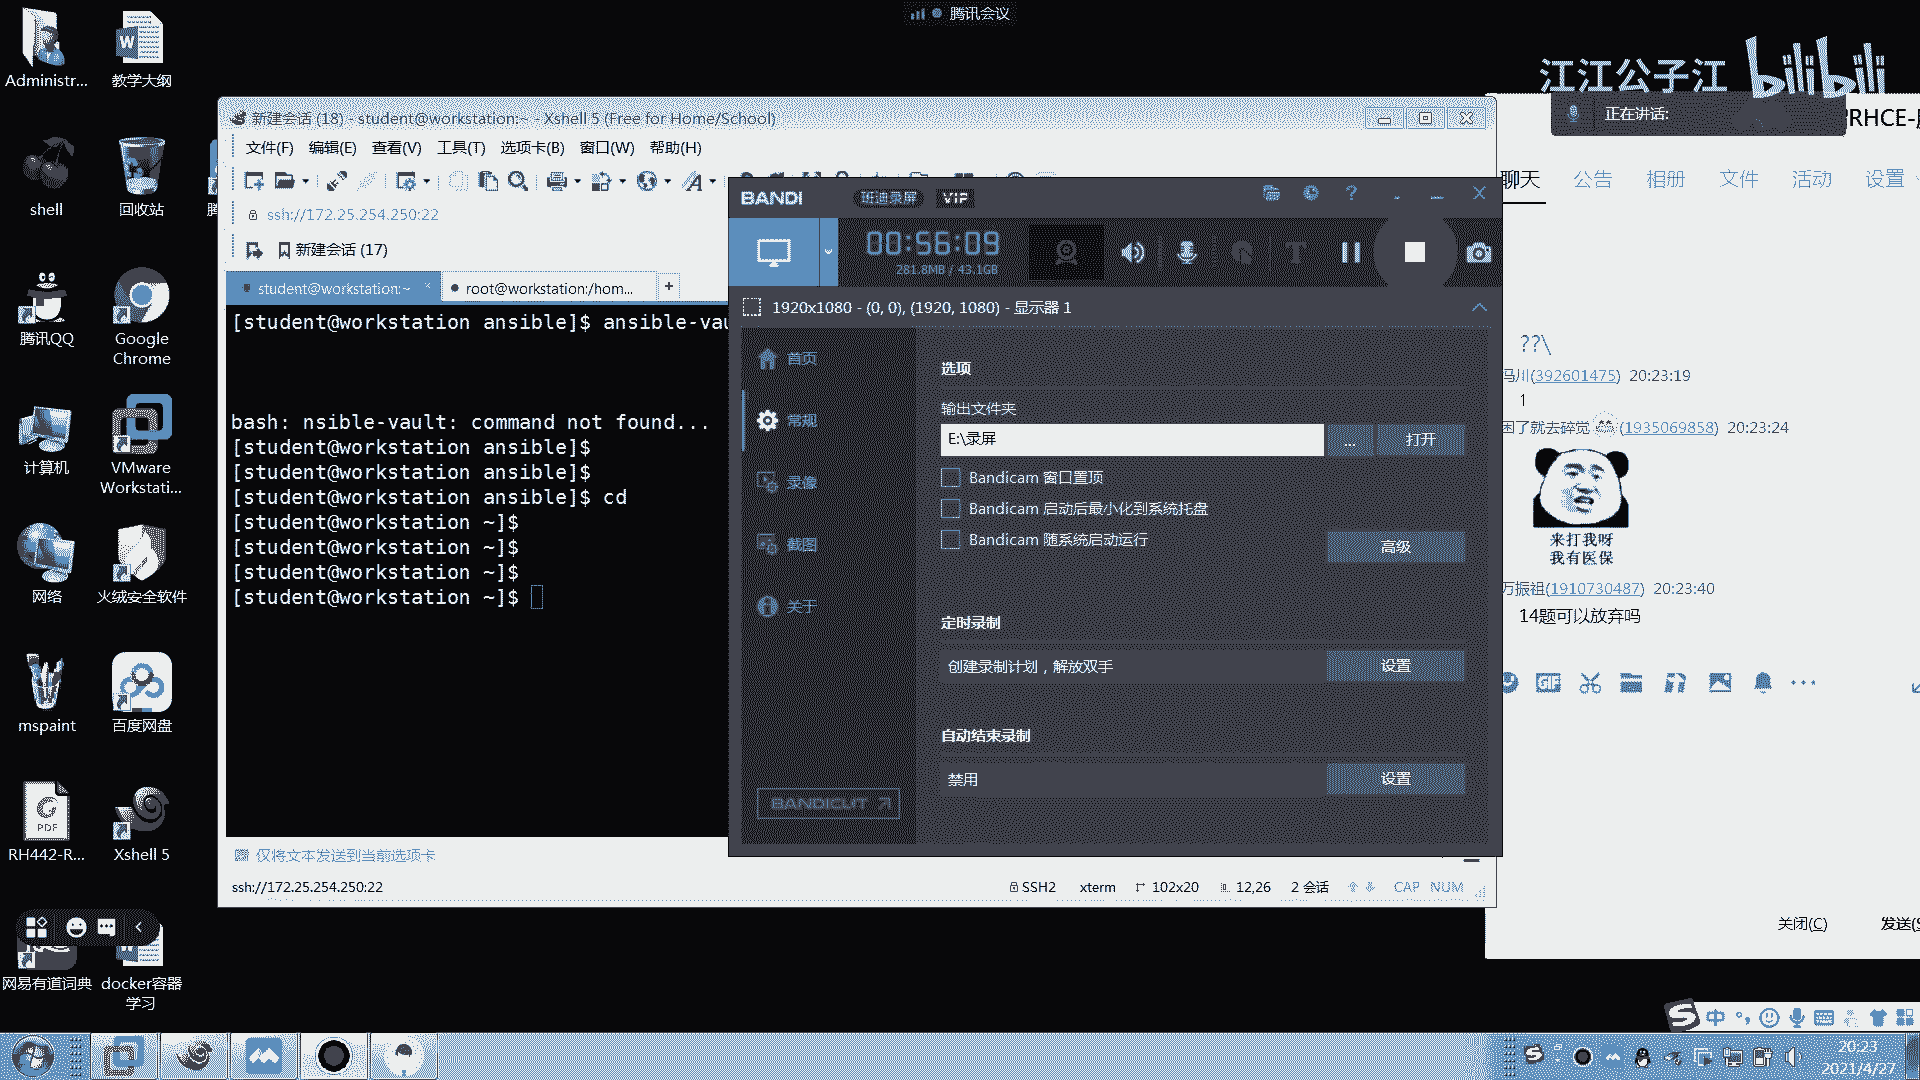 腾讯会议
江江公子江 bilibili
正在讲话:
RHCE-
Administr...
教学大纲
shell
回收站
腾讯QQ
Google
Chrome
计算机
VMware
Workstati...
网络
火绒安全软件
mspaint
百度网盘
RH442-R...
Xshell 5
网易有道词典
docker容器
学习
新建会话 (18) - student@workstation:~ - Xshell 5 (Free for Home/School)
文件(F) 编辑(E) 查看(V) 工具(T) 选项卡(B) 窗口(W) 帮助(H)
ssh://172.25.254.250:22
新建会话 (17)
student@workstation:~
root@workstation:/hom...
[student@workstation ansible]$ ansible-vau
bash: nsible-vault: command not found...
[student@workstation ansible]$
[student@workstation ansible]$
[student@workstation ansible]$ cd
[student@workstation ~]$
[student@workstation ~]$
[student@workstation ~]$
[student@workstation ~]$
仅将文本发送到当前选项卡
ssh://172.25.254.250:22
SSH2 xterm 102x20 12,26 2 会话 CAP NUM
BANDI 班迪录屏 VIP
00:56:09
281.8MB / 43.1GB
1920x1080 - (0, 0), (1920, 1080) - 显示器 1
首页
常规
录像
截图
关于
BANDICUT
选项
输出文件夹
E:\录屏
... 打开
Bandicam 窗口置顶
Bandicam 启动后最小化到系统托盘
Bandicam 随系统启动运行
高级
定时录制
创建录制计划，解放双手
设置
自动结束录制
禁用
设置
聊天 公告 相册 文件 活动 设置
??\
冯川(392601475) 20:23:19
1
困了就去碎觉 (1935069858) 20:23:24
来打我呀
我有医保
万振祖(1910730487) 20:23:40
14题可以放弃吗
GIF
关闭(C) 发送(S
中
20:23
2021/4/27